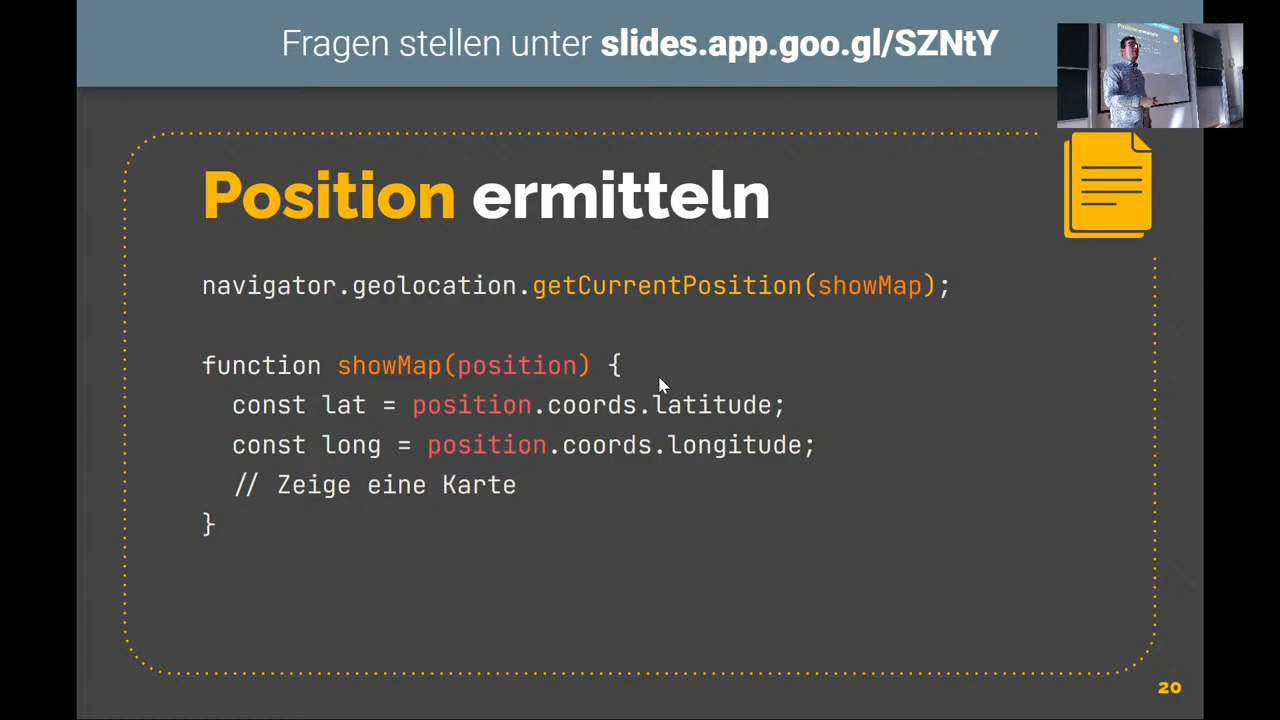 Fragen stellen unter slides.app.goo.gl/SZNtY
Position ermitteln
navigator.geolocation.getCurrentPosition(showMap);
function showMap(position) {
const lat = position.coords.latitude;
const long = position.coords.longitude;
// Zeige eine Karte
}
20